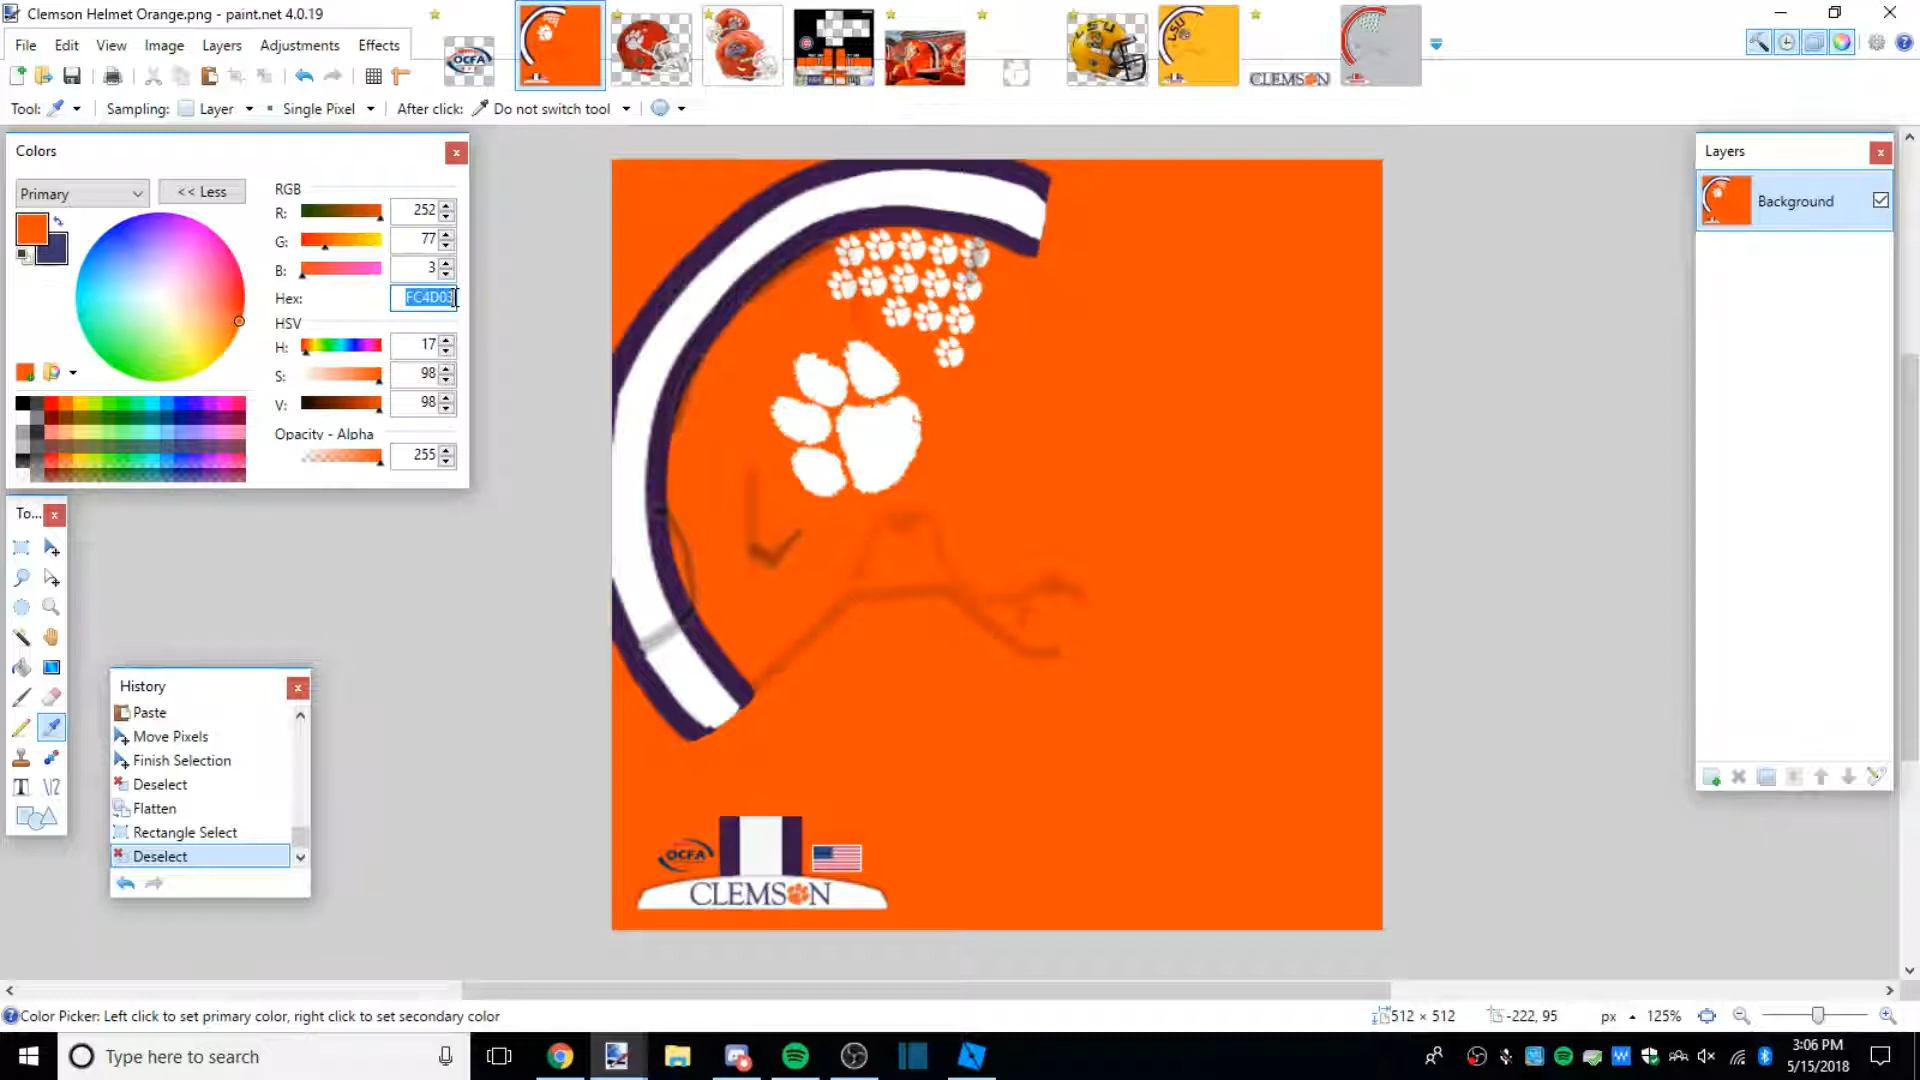 Clemson Helmet Orange.png - paint.net 4.0.19
File Edit View Image Layers Adjustments Effects
OCFA
LSU
LSU
CLEMSON
Tool: Sampling: Layer Single Pixel After click: Do not switch tool
Colors
Primary << Less
RGB
R: 252
G: 77
B: 3
Hex: FC4D03
HSV
H: 17
S: 98
V: 98
Opacity - Alpha
255
To...
History
Paste
Move Pixels
Finish Selection
Deselect
Flatten
Rectangle Select
Deselect
Layers
Background
OCFA
CLEMSON
Color Picker: Left click to set primary color, right click to set secondary color
512 × 512
-222, 95
px
125%
Type here to search
3:06 PM
5/15/2018